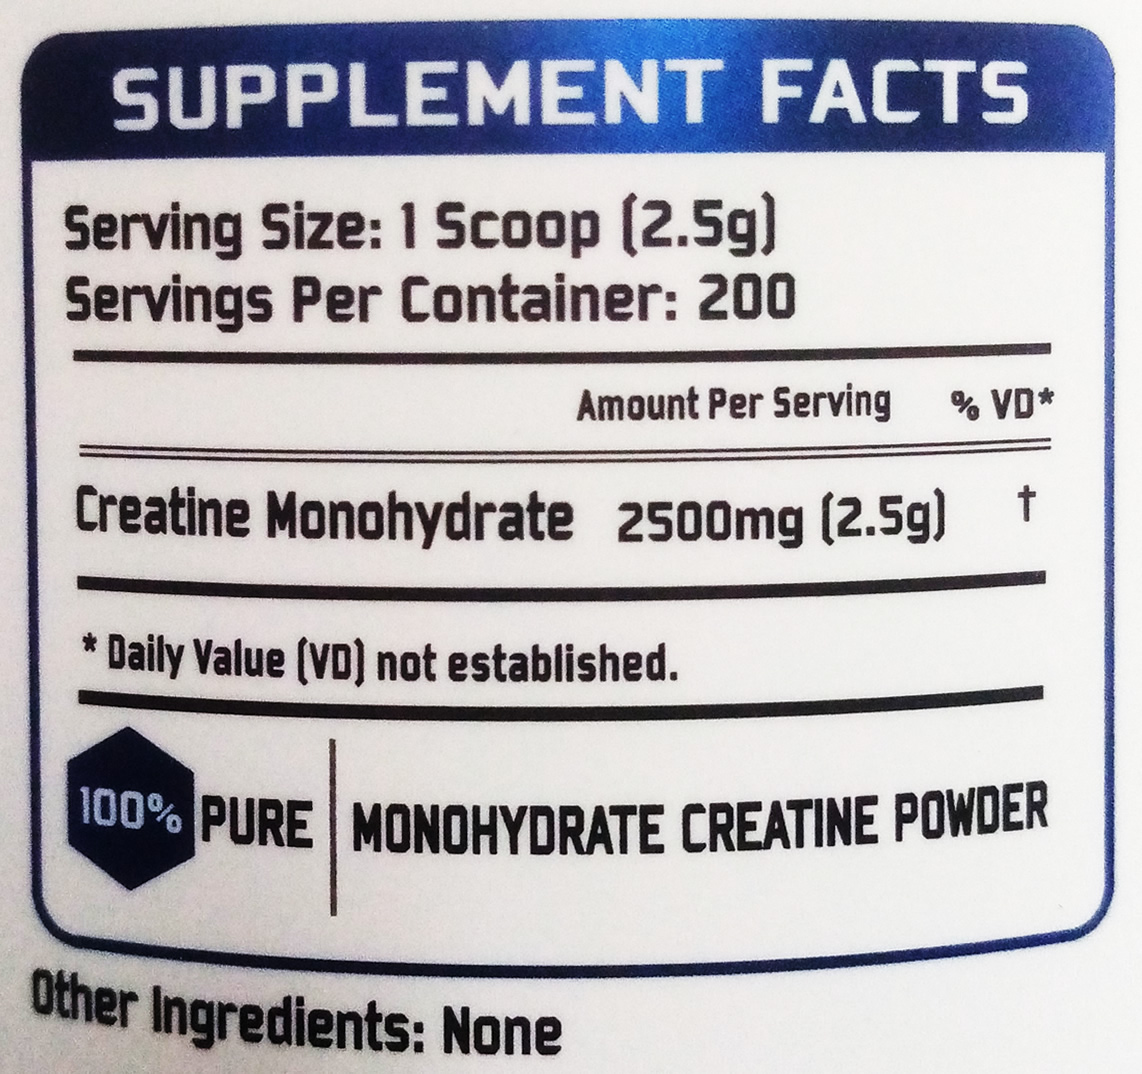 SUPPLEMENT FACTS
Serving Size: 1 Scoop (2.5g)
Servings Per Container: 200
Amount Per Serving % VD*
Creatine Monohydrate 2500mg (2.5g) †
* Daily Value (VD) not established.
100% PURE MONOHYDRATE CREATINE POWDER
Other Ingredients: None